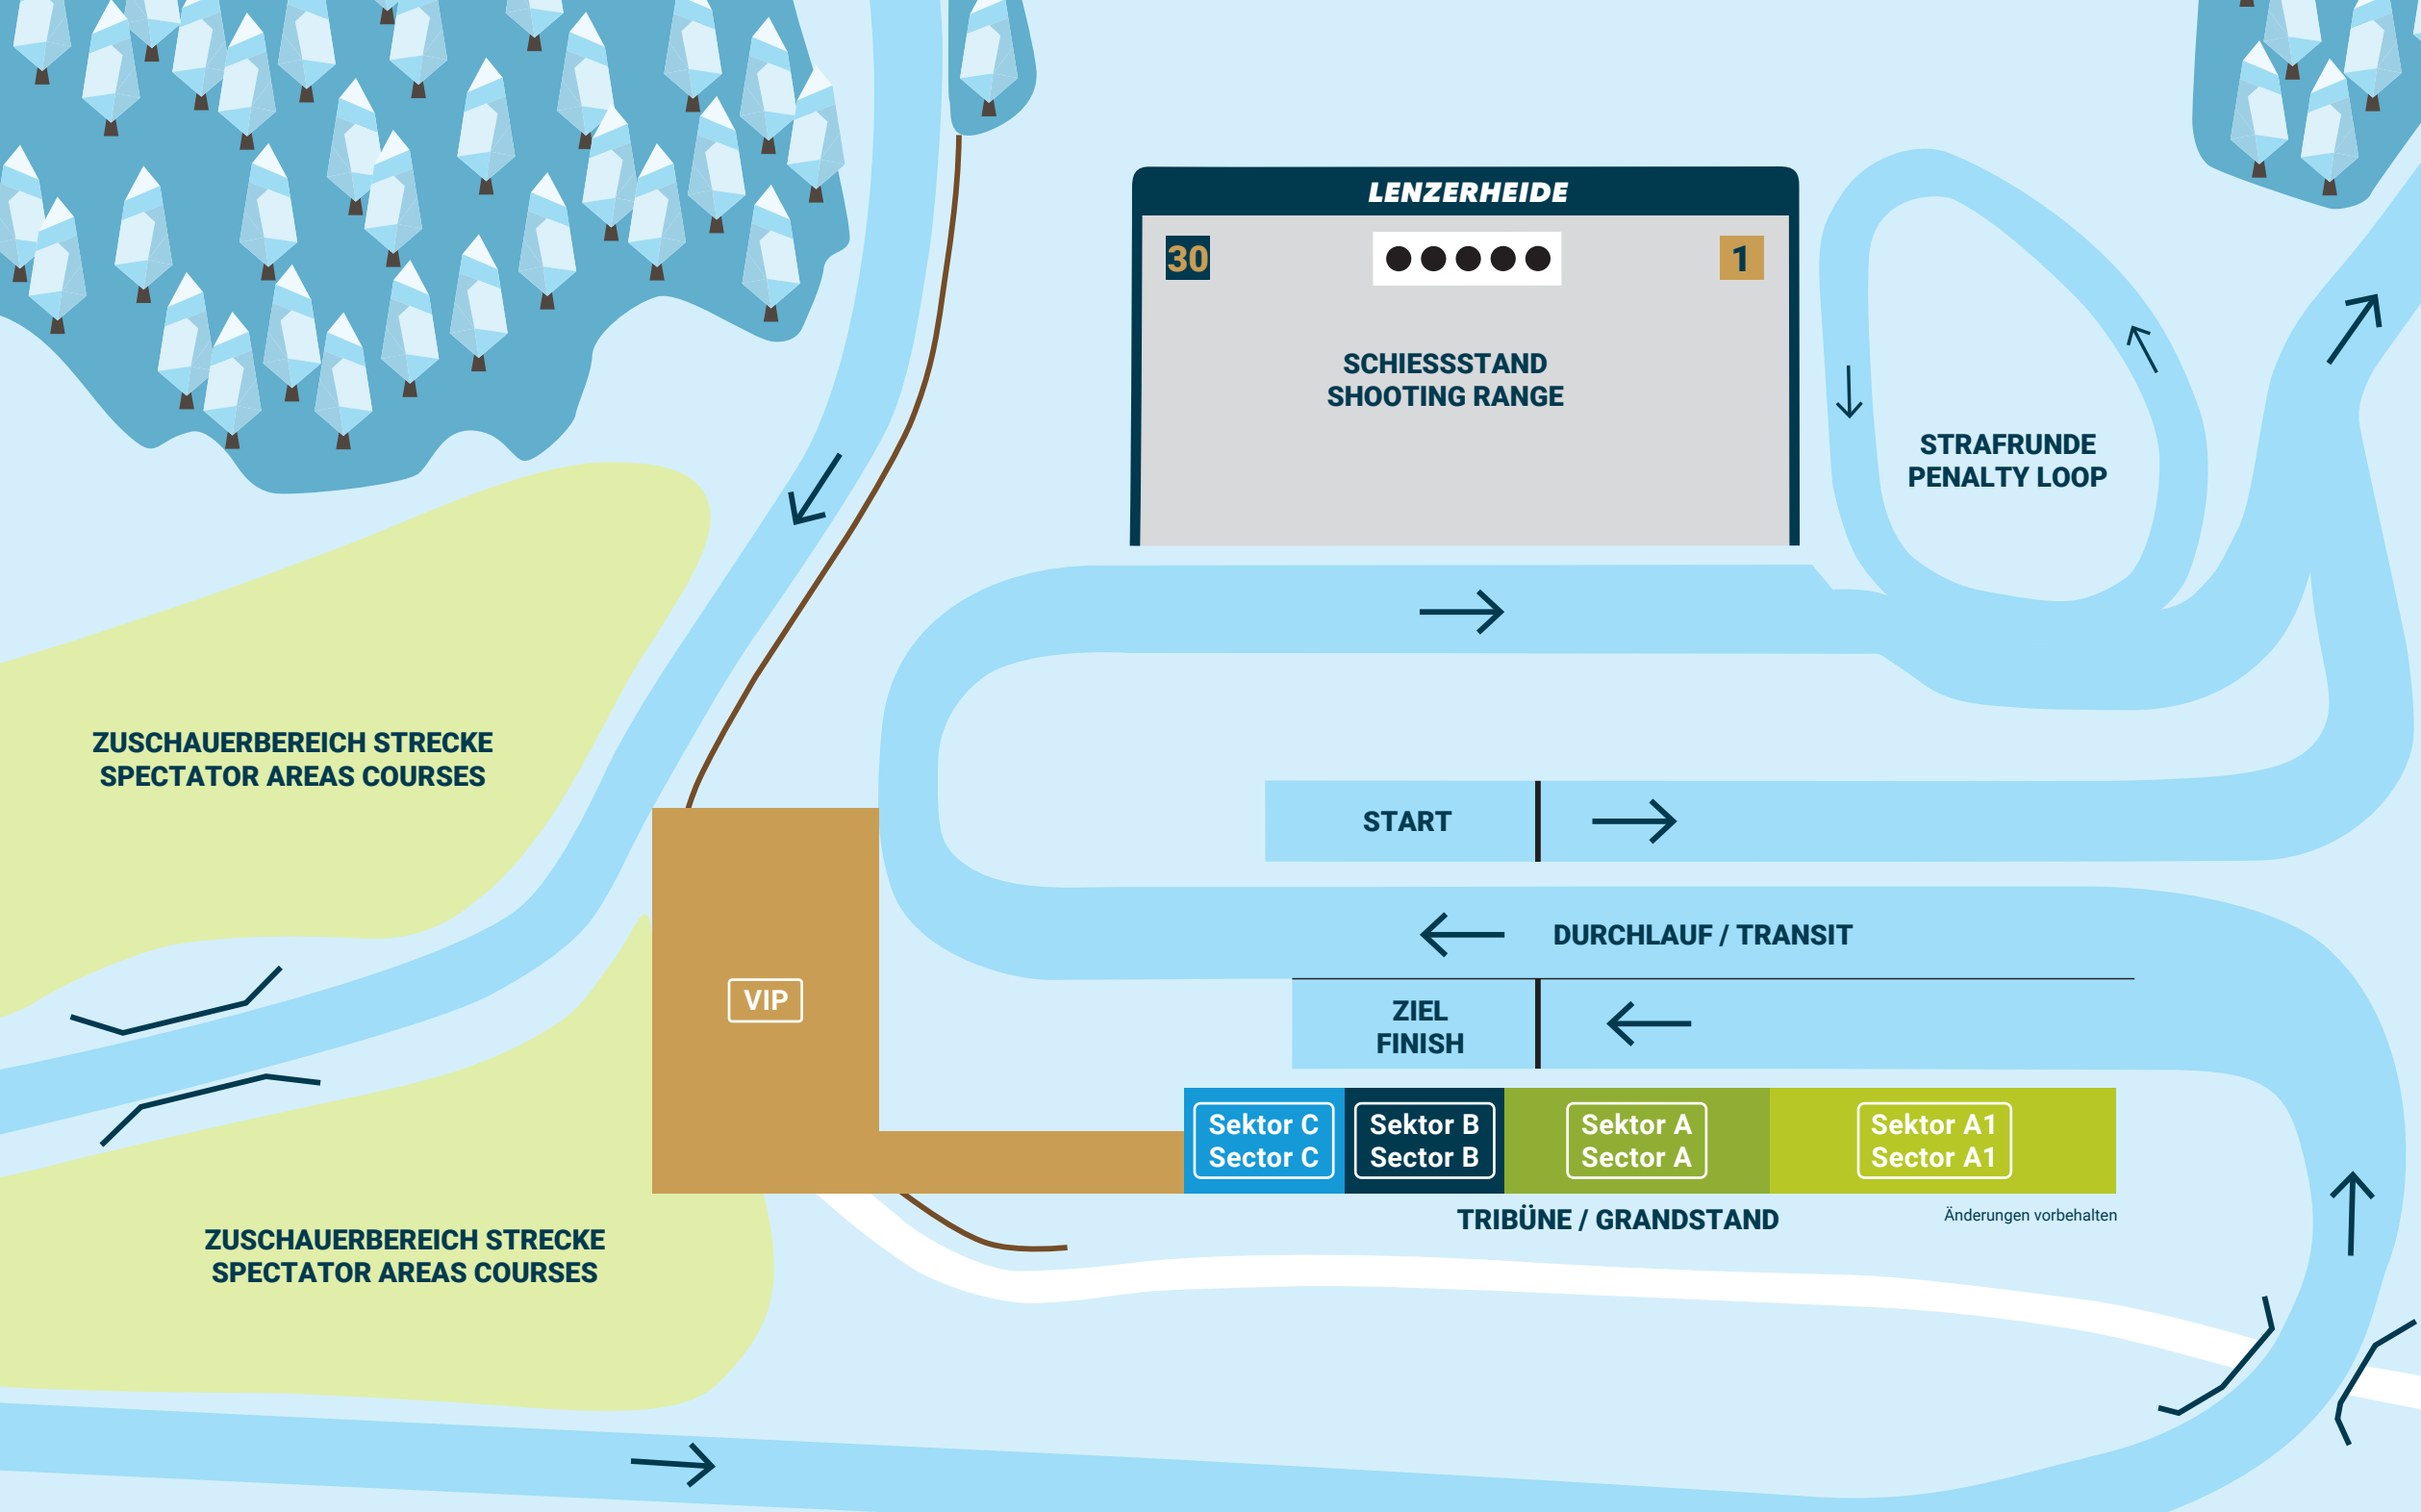 LENZERHEIDE
30
1
SCHIESSSTAND
SHOOTING RANGE
STRAFRUNDE
PENALTY LOOP
ZUSCHAUERBEREICH STRECKE
SPECTATOR AREAS COURSES
START
DURCHLAUF / TRANSIT
VIP
ZIEL
FINISH
Sektor C
Sector C
Sektor B
Sector B
Sektor A
Sector A
Sektor A1
Sector A1
TRIBÜNE / GRANDSTAND
Änderungen vorbehalten
ZUSCHAUERBEREICH STRECKE
SPECTATOR AREAS COURSES